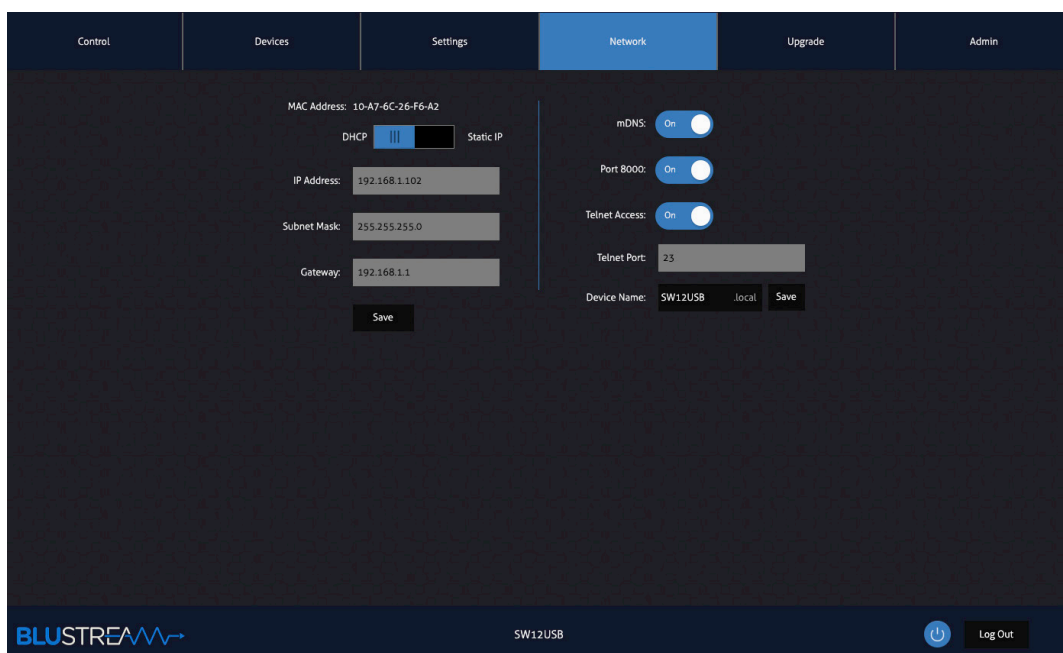 Control Devices Settings Network Upgrade Admin
MAC Address: 10-A7-6C-26-F6-A2
DHCP Static IP
IP Address: 192.168.1.102
Subnet Mask: 255.255.255.0
Gateway: 192.168.1.1
Save
mDNS: On
Port 8000: On
Telnet Access: On
Telnet Port: 23
Device Name: SW12USB .local Save
BLUSTREAM SW12USB Log Out